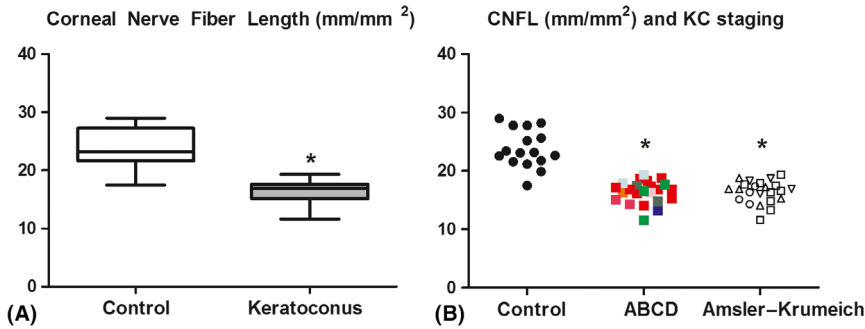 Corneal Nerve Fiber Length (mm/mm ²)
40
30
20
10
0
*
Control
Keratoconus
(A)
CNFL (mm/mm²) and KC staging
40
30
20
10
0
*
*
Control
ABCD
Amsler–Krumeich
(B)